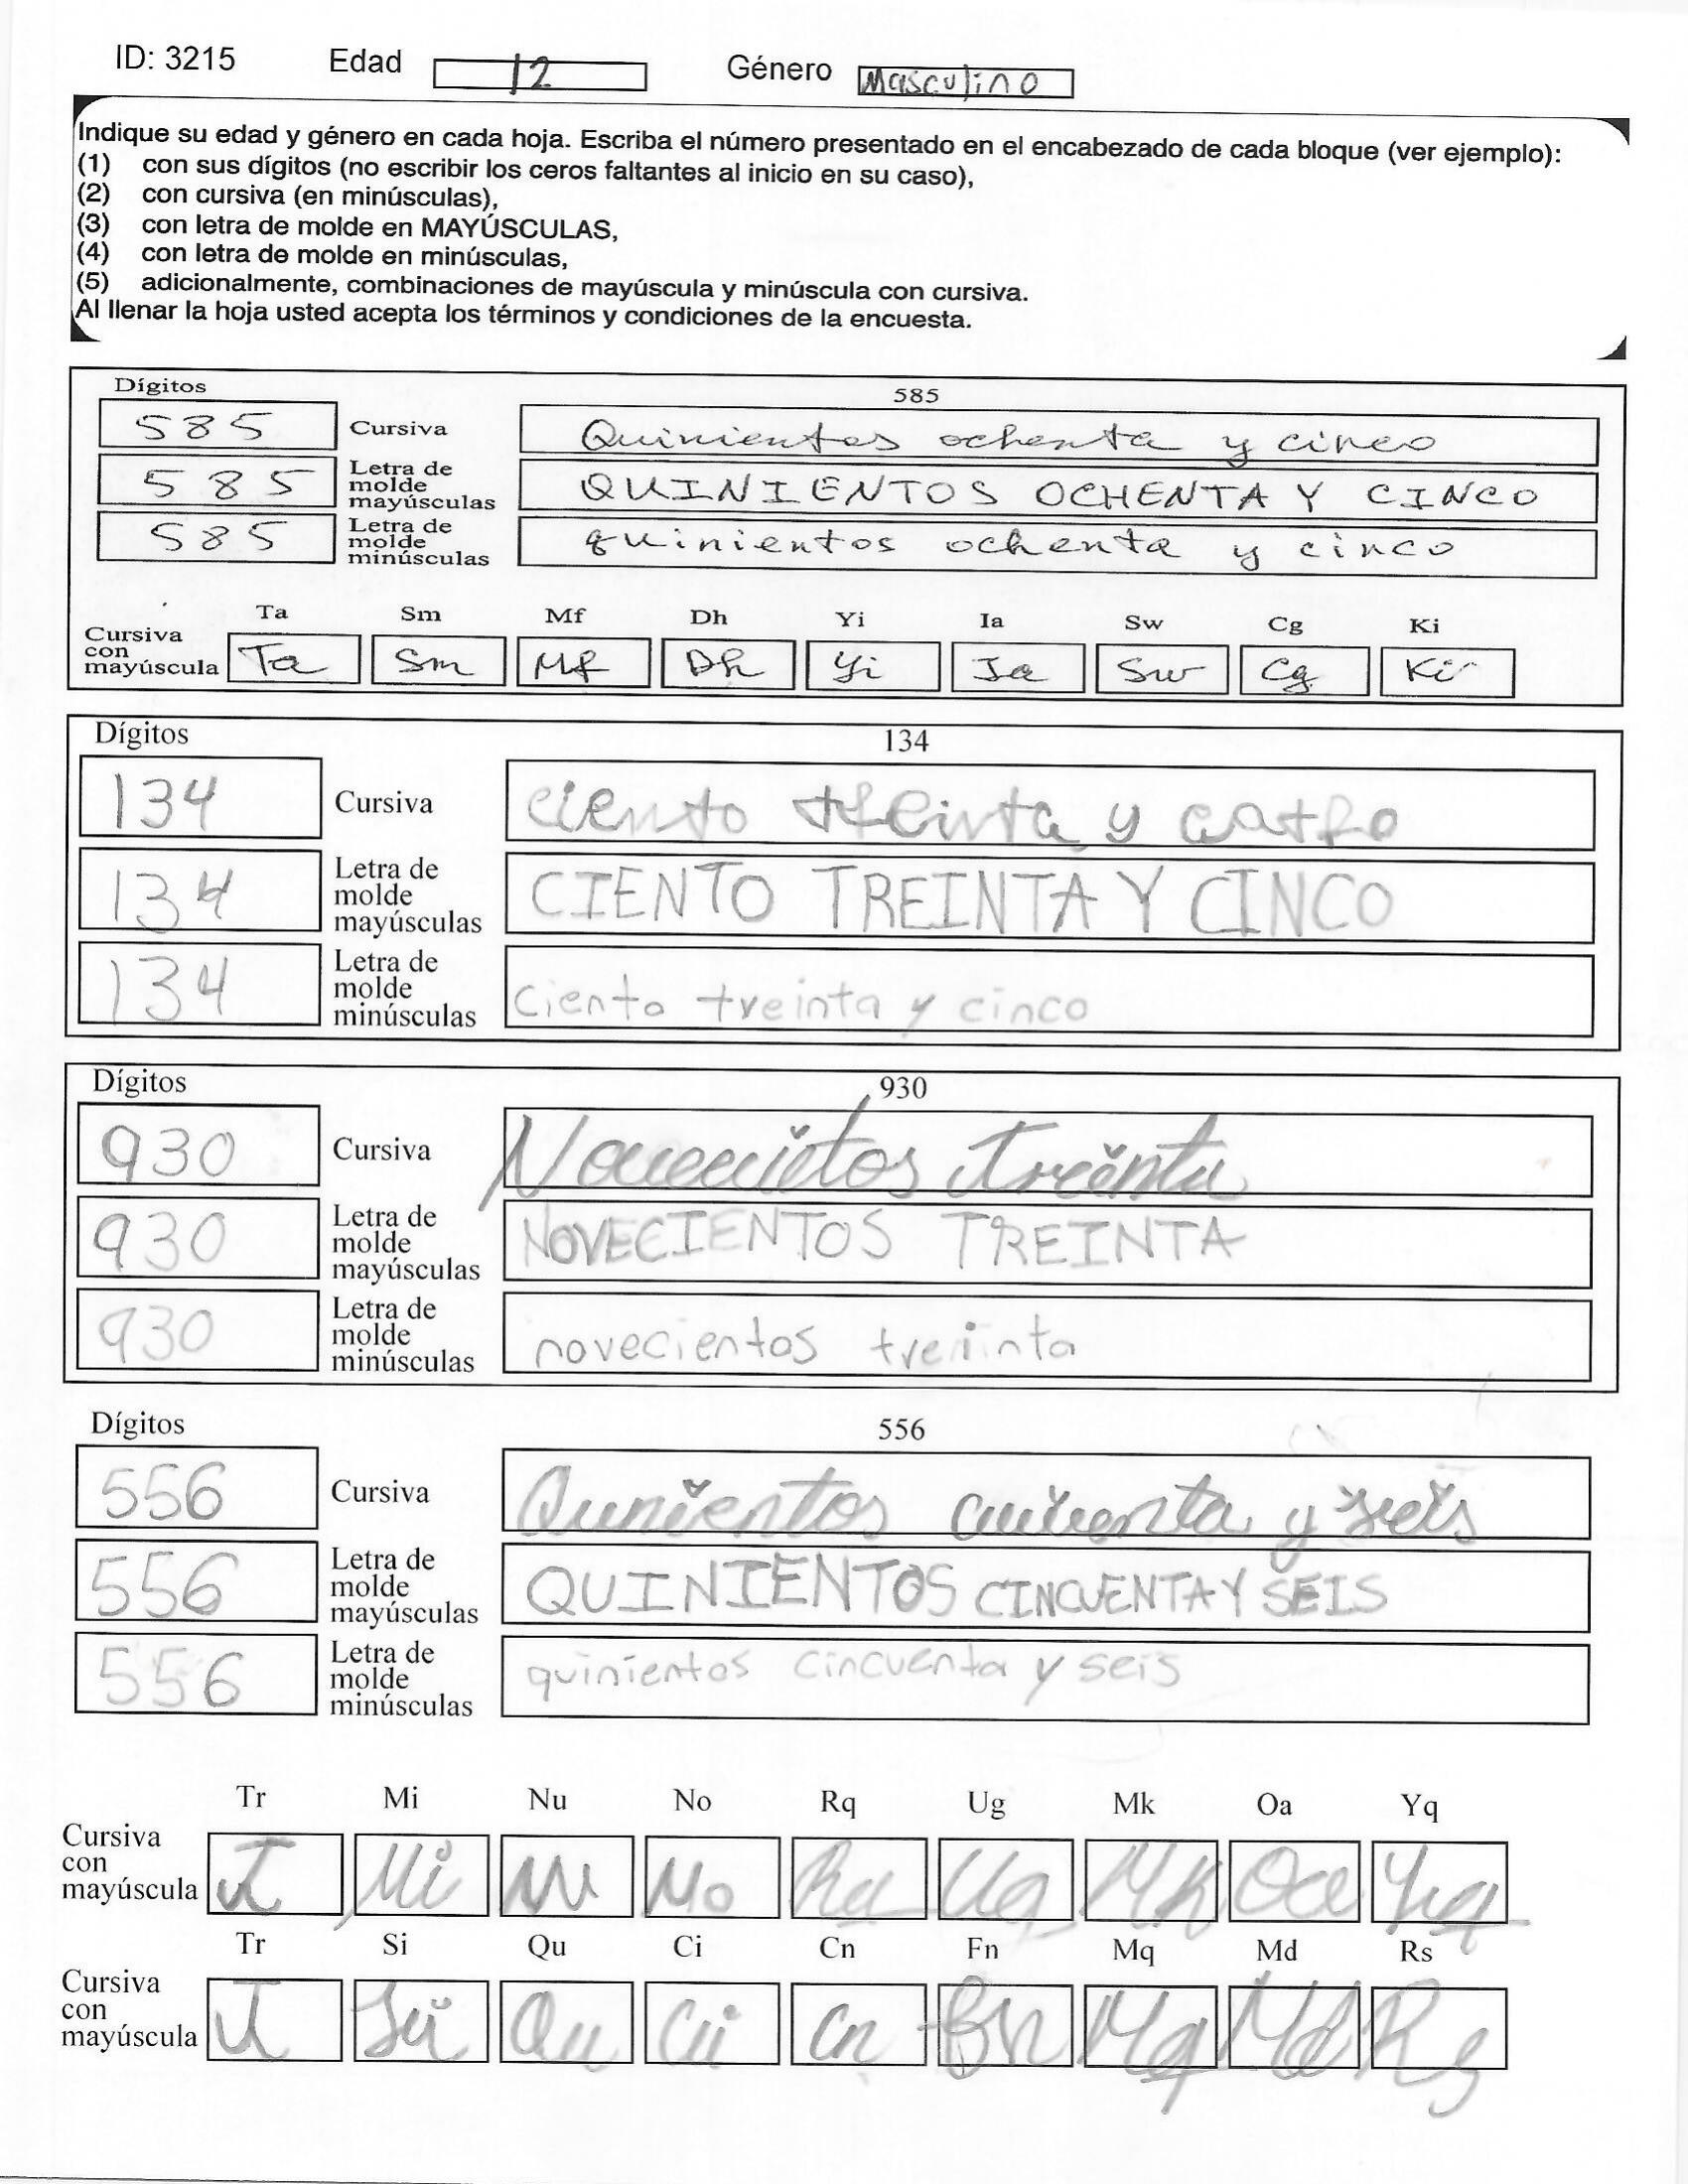 ID: 3215 Edad 12 Género Masculino
Indique su edad y género en cada hoja. Escriba el número presentado en el encabezado de cada bloque (ver ejemplo):
(1) con sus dígitos (no escribir los ceros faltantes al inicio en su caso),
(2) con cursiva (en minúsculas),
(3) con letra de molde en MAYÚSCULAS,
(4) con letra de molde en minúsculas,
(5) adicionalmente, combinaciones de mayúscula y minúscula con cursiva.
Al llenar la hoja usted acepta los términos y condiciones de la encuesta.
Dígitos 585
585 Cursiva Quinientos ochenta y cinco
585 Letra de molde mayúsculas QUINIENTOS OCHENTA Y CINCO
585 Letra de molde minúsculas quinientos ochenta y cinco
Ta Sm Mf Dh Yi Ia Sw Cg Ki
Cursiva con mayúscula Ta Sm Mf Dh Yi Ia Sw Cg Ki
Dígitos 134
134 Cursiva ciento treinta y
134 Letra de molde mayúsculas CIENTO TREINTA Y CINCO
134 Letra de molde minúsculas ciento treinta y cinco
Dígitos 930
930 Cursiva treinta
930 Letra de molde mayúsculas NOVECIENTOS TREINTA
930 Letra de molde minúsculas novecientos treinta
Dígitos 556
556 Cursiva y seis
556 Letra de molde mayúsculas QUINIENTOS CINCUENTA Y SEIS
556 Letra de molde minúsculas quinientos cincuenta y seis
Tr Mi Nu No Rq Ug Mk Oa Yq
Cursiva con mayúscula Mi No Ug Mk Oa Yq
Tr Si Qu Ci Cn Fn Mq Md Rs
Cursiva con mayúscula Si Qu Ci Cn Fn Mq Md Rs